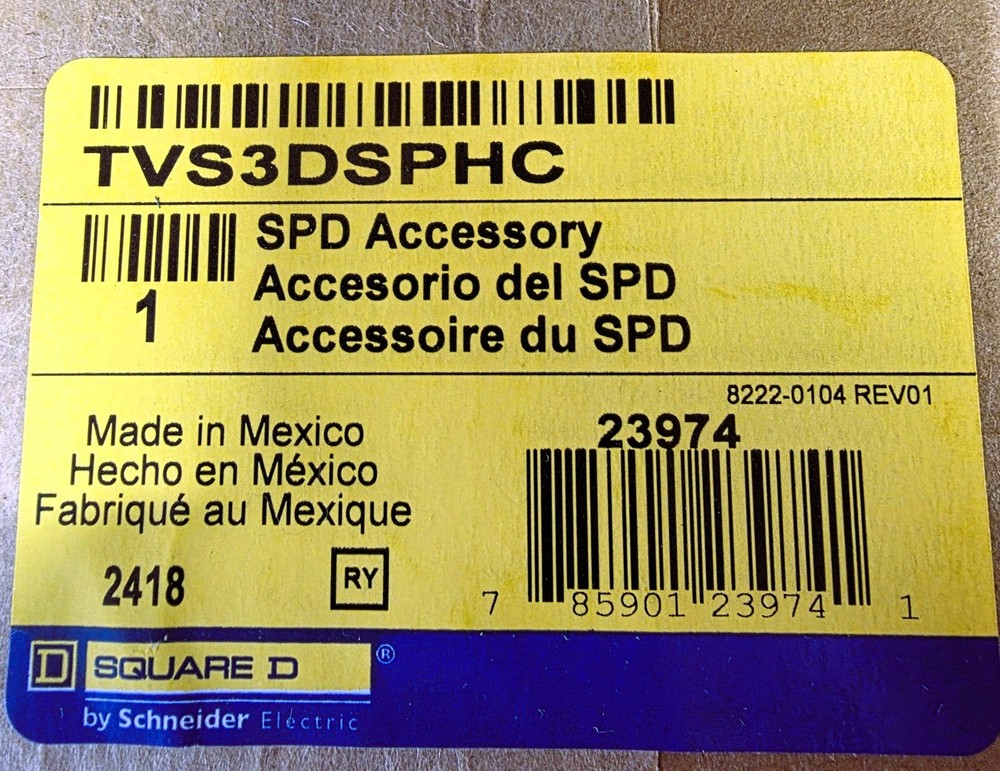 TVS3DSPHC
SPD Accessory
Accesorio del SPD
Accessoire du SPD
1
8222-0104 REV01
23974
Made in Mexico
Hecho en México
Fabriqué au Mexique
2418
RY
7 85901 23974 1
D SQUARE D ®
by Schneider Electric